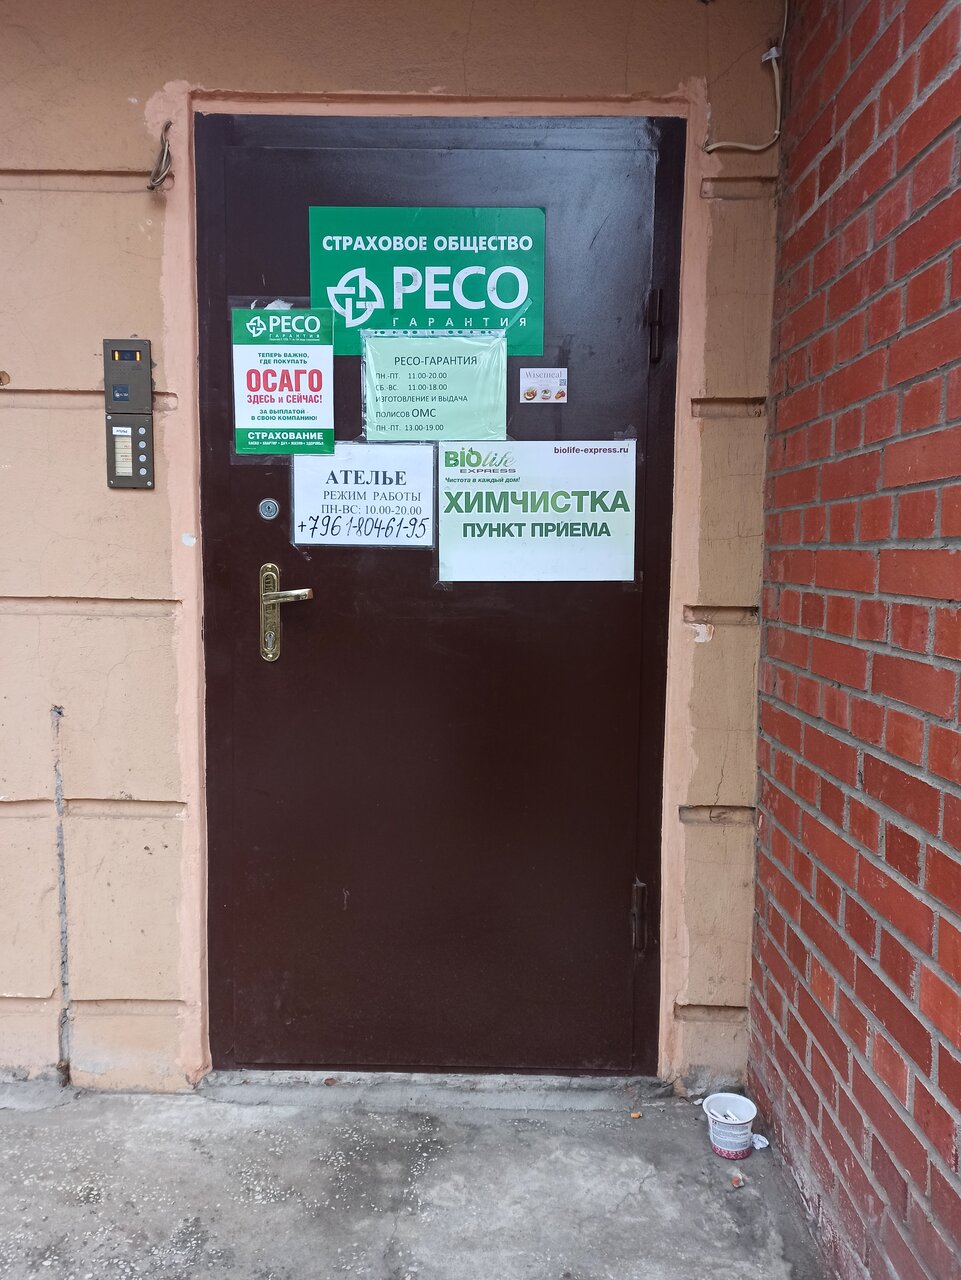 СТРАХОВОЕ ОБЩЕСТВО
РЕСО
ГАРАНТИЯ
РЕСО
ГАРАНТИЯ
ТЕПЕРЬ ВАЖНО,
ГДЕ ПОКУПАТЬ
ОСАГО
ЗДЕСЬ и СЕЙЧАС!
ЗА ВЫПЛАТОЙ
В СВОЮ КОМПАНИЮ!
СТРАХОВАНИЕ
РЕСО-ГАРАНТИЯ
ПН.-ПТ. 11.00-20.00
СБ.-ВС. 11.00-18.00
ИЗГОТОВЛЕНИЕ И ВЫДАЧА
ПОЛИСОВ ОМС
ПН.-ПТ. 13.00-19.00
Wisemeal
АТЕЛЬЕ
РЕЖИМ РАБОТЫ
ПН-ВС: 10.00-20.00
+7961-804-61-95
BIOlife
EXPRESS
biolife-express.ru
Чистота в каждый дом!
ХИМЧИСТКА
ПУНКТ ПРИЕМА